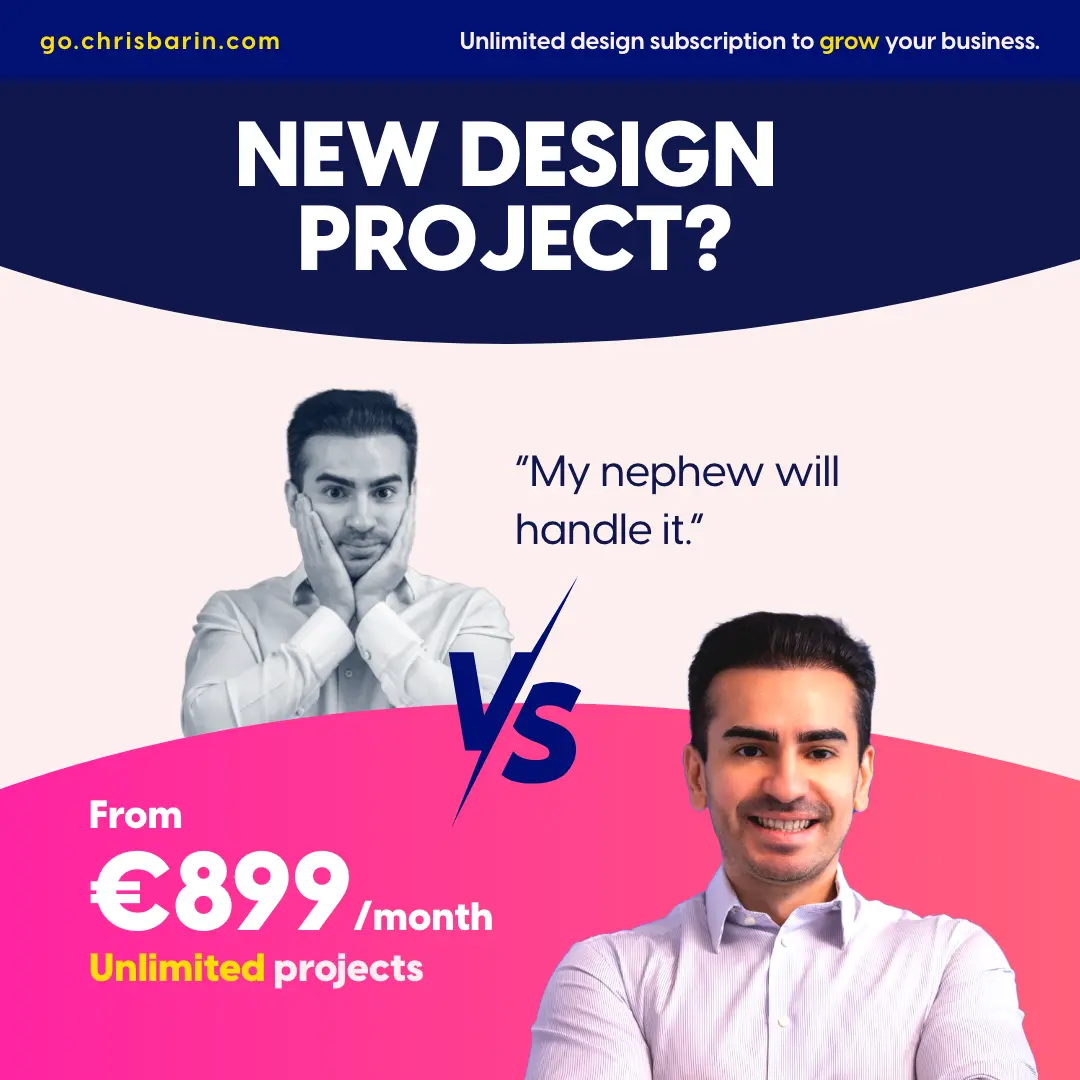 go.chrisbarin.com
Unlimited design subscription to grow your business.
NEW DESIGN
PROJECT?
“My nephew will
handle it.“
VS
From
€899/month
Unlimited projects